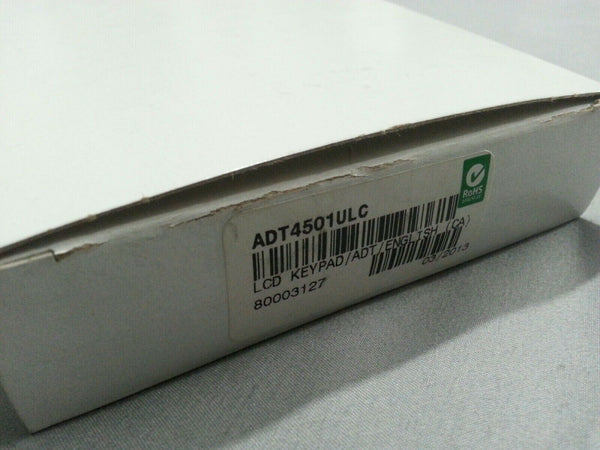 RoHS
ADT4501ULC
LCD KEYPAD/ADT/ENGLISH (CA)
03/2013
80003127